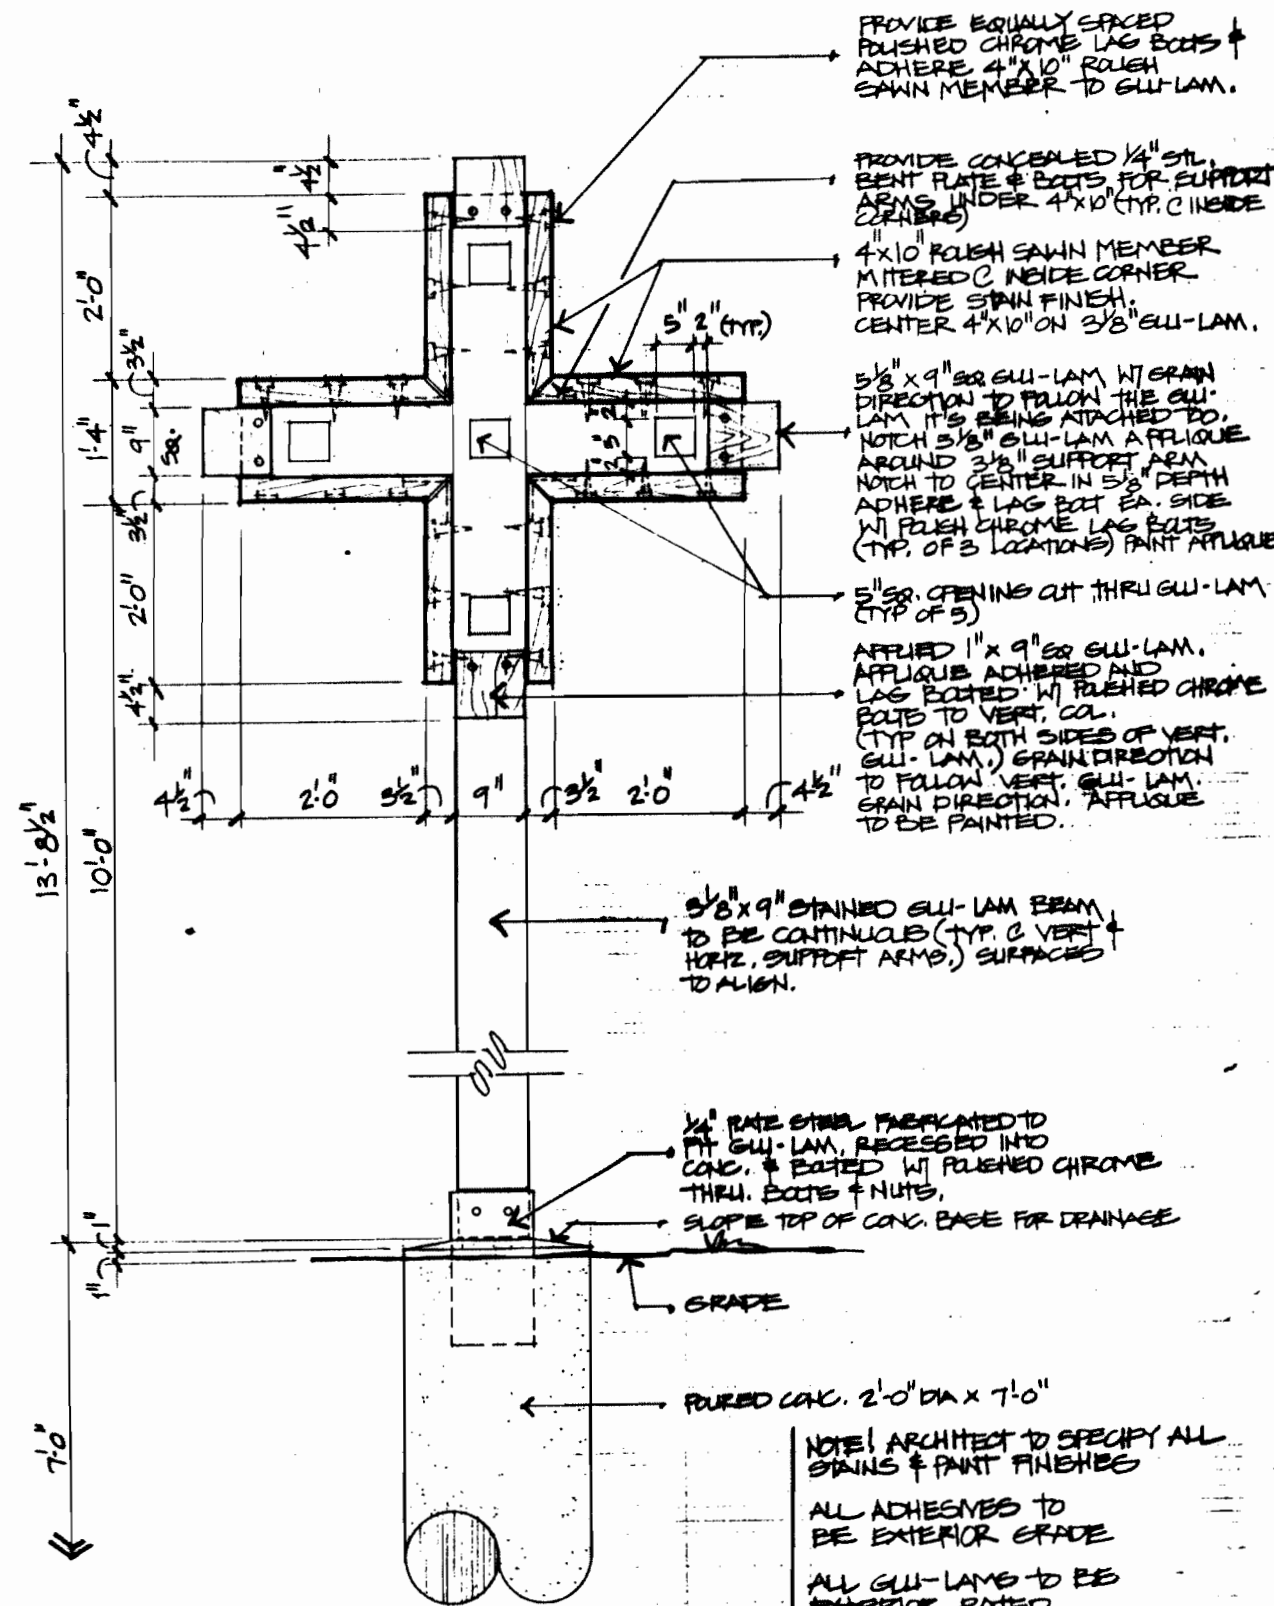 PROVIDE EQUALLY SPACED
POLISHED CHROME LAG BOLTS &
ADHERE 4"X10" ROUGH
SAWN MEMBER TO GLU-LAM.
PROVIDE CONCEALED 1/4" STL.
BENT PLATE & BOLTS FOR SUPPORT
ARMS UNDER 4"X10" (TYP. @ INSIDE
CORNERS)
4"X10" ROUGH SAWN MEMBER
MITERED @ INSIDE CORNER
PROVIDE STAIN FINISH.
CENTER 4"X10" ON 3 1/8" GLU-LAM.
5 1/8" X 9" SQ. GLU-LAM W/ GRAIN
DIRECTION TO FOLLOW THE GLU-
LAM IT'S BEING ATTACHED TOO.
NOTCH 5 1/8" GLU-LAM APPLIQUE
AROUND 3 1/8" SUPPORT ARM
NOTCH TO CENTER IN 5 1/8" DEPTH
ADHERE & LAG BOLT EA. SIDE
W/ POLISH CHROME LAG BOLTS
(TYP. OF 3 LOCATIONS) PAINT APPLIQUE
5" SQ. OPENING CUT THRU GLU-LAM
(TYP OF 5)
APPLIED 1" X 9" SQ GLU-LAM.
APPLIQUE ADHERED AND
LAG BOLTED W/ POLISHED CHROME
BOLTS TO VERT. COL.
(TYP ON BOTH SIDES OF VERT.
GLU-LAM.) GRAIN DIRECTION
TO FOLLOW VERT. GLU-LAM.
GRAIN DIRECTION. APPLIQUE
TO BE PAINTED.
3 1/8" X 9" STAINED GLU-LAM BEAM
TO BE CONTINUOUS (TYP. @ VERT &
HORIZ. SUPPORT ARMS.) SURFACES
TO ALIGN.
1/4" PLATE STEEL FABRICATED TO
FIT GLU-LAM, RECESSED INTO
CONC. & BOLTED W/ POLISHED CHROME
THRU. BOLTS & NUTS.
SLOPE TOP OF CONC. BASE FOR DRAINAGE
GRADE
POURED CONC. 2'-0" DIA X 7'-0"
NOTE! ARCHITECT TO SPECIFY ALL
STAINS & PAINT FINISHES
ALL ADHESIVES TO
BE EXTERIOR GRADE
ALL GLU-LAMS TO BE
EXTERIOR RATED
4 1/2"
4 1/2"
4 1/2"
2'-0"
3 1/2"
1'-4"
9"
SQ.
3 1/2"
2'-0"
4 1/2"
5" 2" (TYP.)
2"
5"
2"
4 1/2" 2'-0" 3 1/2" 9" 3 1/2" 2'-0" 4 1/2"
13'-8 1/2"
10'-0"
1"
1"
7'-0"